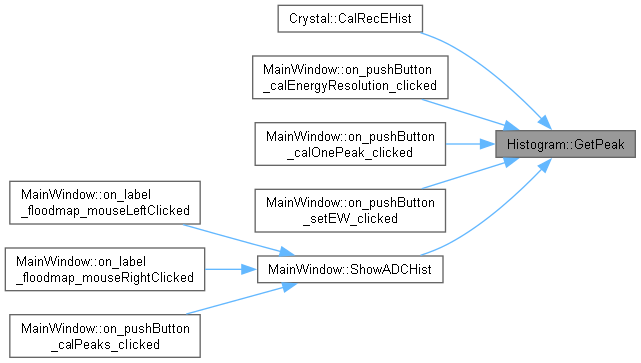 Crystal::CalRecEHist
MainWindow::on_pushButton
_calEnergyResolution_clicked
MainWindow::on_pushButton
_calOnePeak_clicked
Histogram::GetPeak
MainWindow::on_label
_floodmap_mouseLeftClicked
MainWindow::on_pushButton
_setEW_clicked
MainWindow::on_label
_floodmap_mouseRightClicked
MainWindow::ShowADCHist
MainWindow::on_pushButton
_calPeaks_clicked